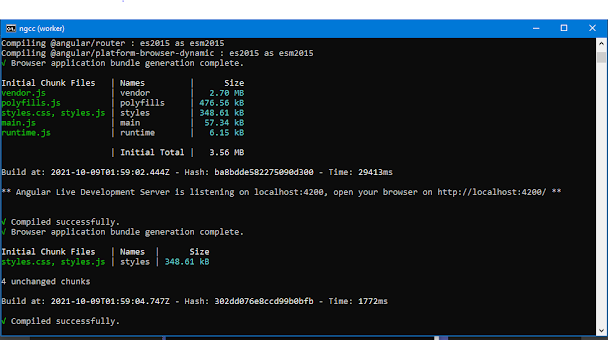 ngcc (worker)
Compiling @angular/router : es2015 as esm2015
Compiling @angular/platform-browser-dynamic : es2015 as esm2015
√ Browser application bundle generation complete.
Initial Chunk Files | Names | Size
vendor.js | vendor | 2.70 MB
polyfills.js | polyfills | 476.56 kB
styles.css, styles.js | styles | 348.61 kB
main.js | main | 57.34 kB
runtime.js | runtime | 6.15 kB
| Initial Total | 3.56 MB
Build at: 2021-10-09T01:59:02.444Z - Hash: ba8bdde582275090d300 - Time: 29413ms
** Angular Live Development Server is listening on localhost:4200, open your browser on http://localhost:4200/ **
√ Compiled successfully.
√ Browser application bundle generation complete.
Initial Chunk Files | Names | Size
styles.css, styles.js | styles | 348.61 kB
4 unchanged chunks
Build at: 2021-10-09T01:59:04.747Z - Hash: 302dd076e8ccd99b0bfb - Time: 1772ms
√ Compiled successfully.